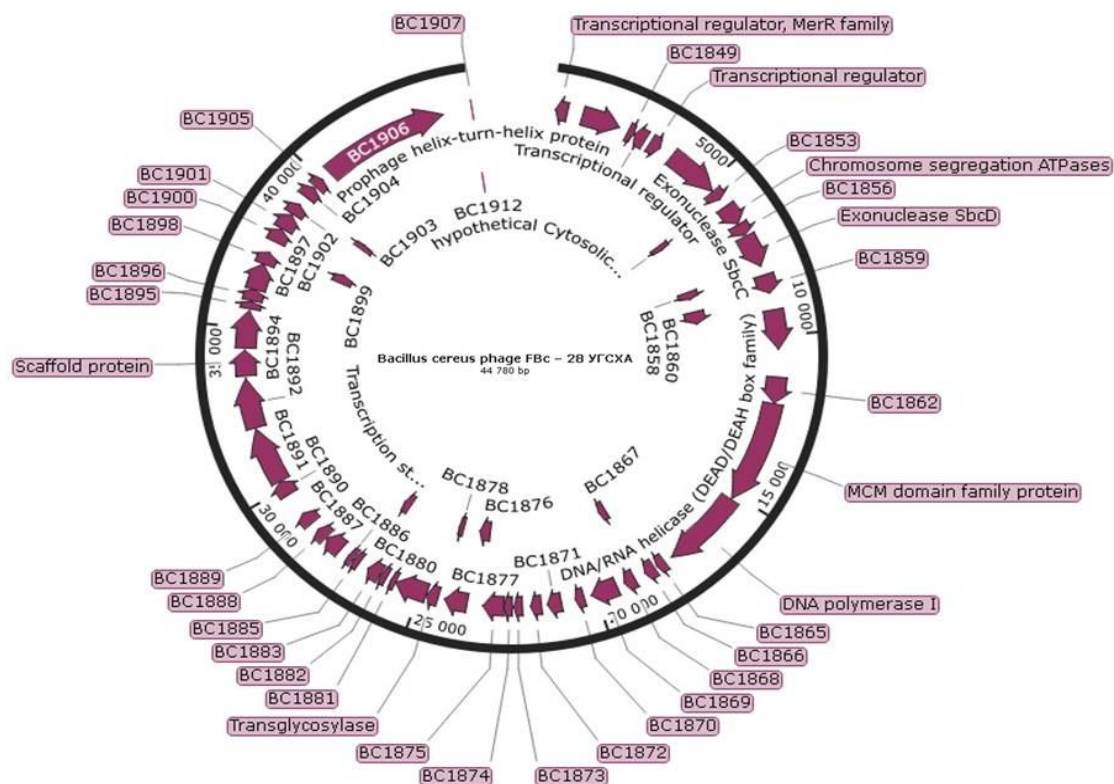 BC1907
Transcriptional regulator, MerR family
BC1849
Transcriptional regulator
5000
BC1853
Chromosome segregation ATPases
BC1856
Exonuclease SbcD
BC1859
10 000
BC1862
MCM domain family protein
15 000
DNA polymerase I
BC1865
BC1866
BC1868
BC1869
BC1870
20 000
BC1872
BC1873
BC1874
BC1875
25 000
Transglycosylase
BC1881
BC1882
BC1883
BC1885
BC1888
BC1889
30 000
Scaffold protein
35 000
BC1895
BC1896
BC1898
BC1900
BC1901
40 000
BC1905
BC1906
Prophage helix-turn-helix protein
Transcriptional regulator
Exonuclease SbcC
DNA/RNA helicase (DEAD/DEAH box family)
BC1871
BC1877
BC1880
BC1886
BC1887
BC1890
BC1891
BC1892
BC1894
BC1897
BC1902
BC1904
BC1903
BC1912
hypothetical Cytosolic...
BC1858
BC1860
BC1867
BC1876
BC1878
Transcription st...
BC1899
Bacillus cereus phage FBc – 28 УГСХА
44 780 bp